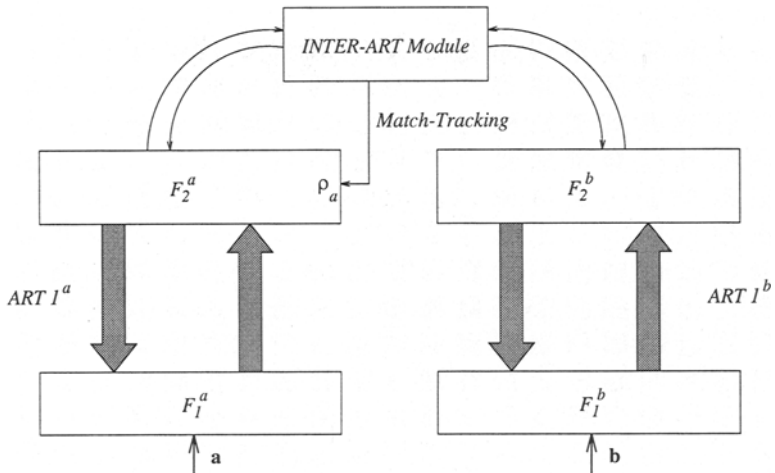 INTER-ART Module
Match-Tracking
F₂ᵃ
ρₐ
F₂ᵇ
ART 1ᵃ
ART 1ᵇ
F₁ᵃ
F₁ᵇ
a
b